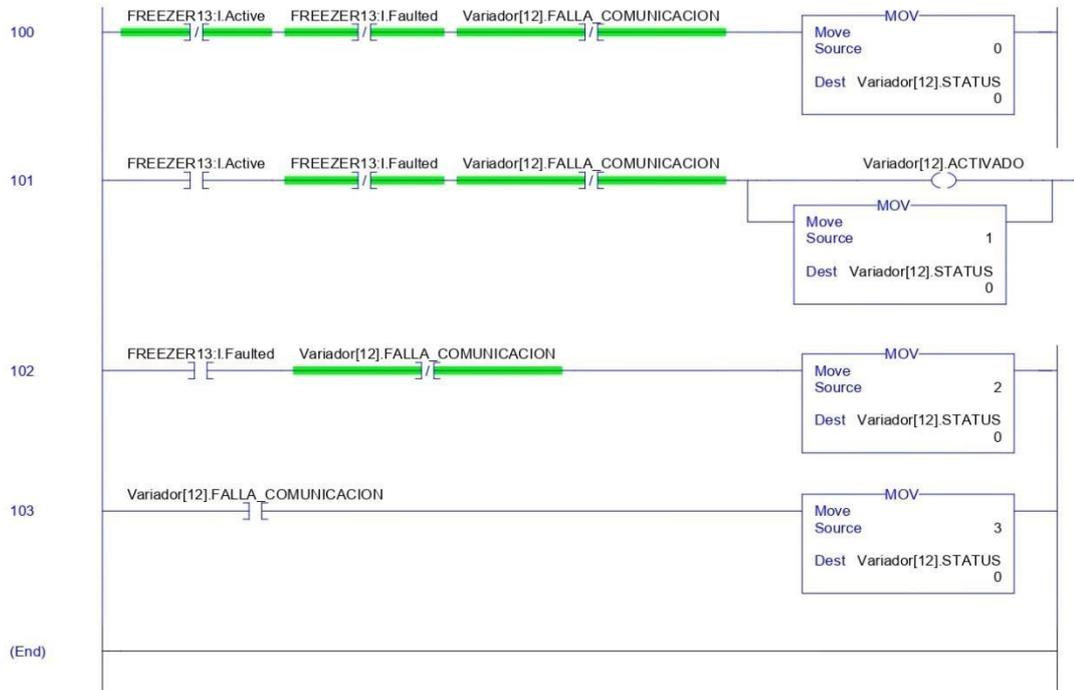 FREEZER13:I.Active FREEZER13:I.Faulted Variador[12].FALLA_COMUNICACION MOV
100 Move
Source 0
Dest Variador[12].STATUS
0
FREEZER13:I.Active FREEZER13:I.Faulted Variador[12].FALLA_COMUNICACION Variador[12].ACTIVADO
101
MOV
Move
Source 1
Dest Variador[12].STATUS
0
FREEZER13:I.Faulted Variador[12].FALLA_COMUNICACION MOV
102 Move
Source 2
Dest Variador[12].STATUS
0
Variador[12].FALLA_COMUNICACION MOV
103 Move
Source 3
Dest Variador[12].STATUS
0
(End)